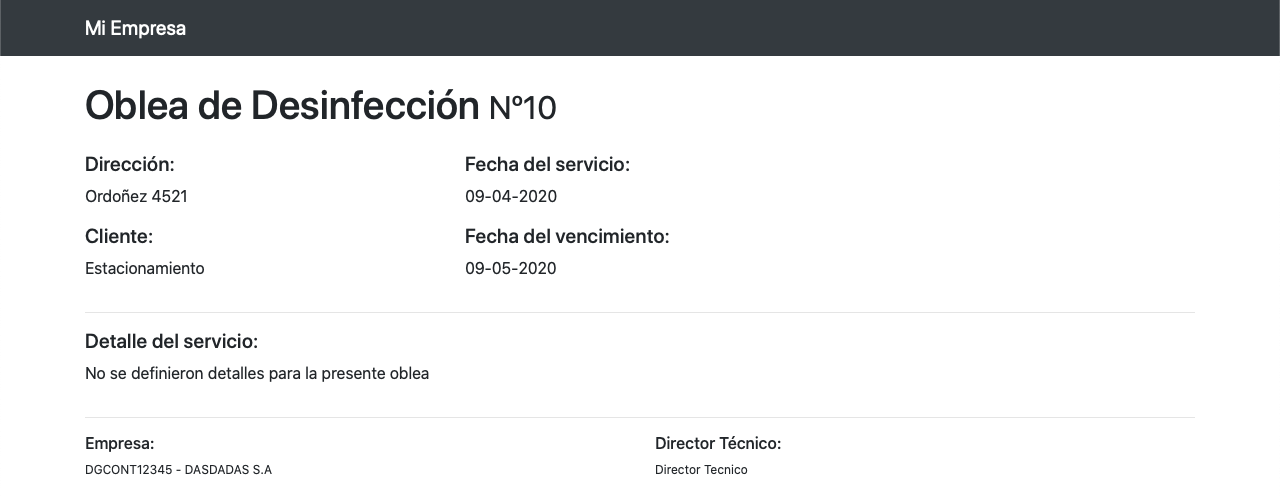 Mi Empresa
Oblea de Desinfección Nº10
Dirección:
Ordoñez 4521
Fecha del servicio:
09-04-2020
Cliente:
Estacionamiento
Fecha del vencimiento:
09-05-2020
Detalle del servicio:
No se definieron detalles para la presente oblea
Empresa:
DGCONT12345 - DASDADAS S.A
Director Técnico:
Director Tecnico